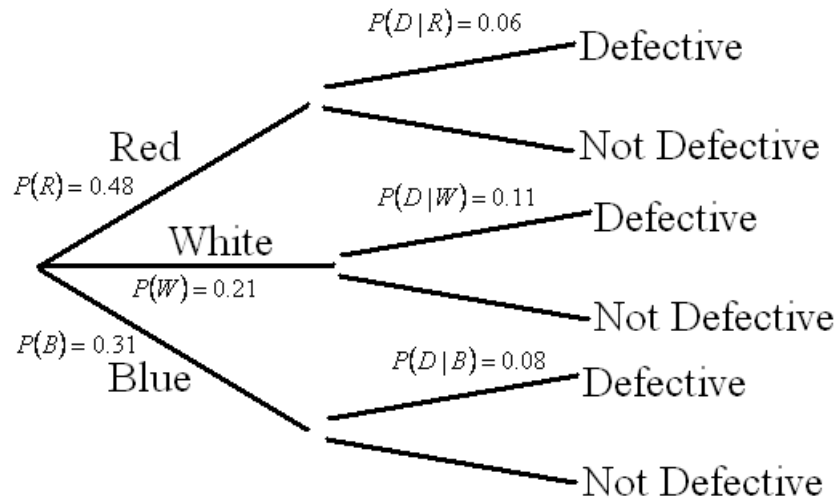 P(D|R) = 0.06
Defective
Red
Not Defective
P(R) = 0.48
P(D|W) = 0.11
Defective
White
P(W) = 0.21
Not Defective
P(B) = 0.31
P(D|B) = 0.08
Blue
Defective
Not Defective